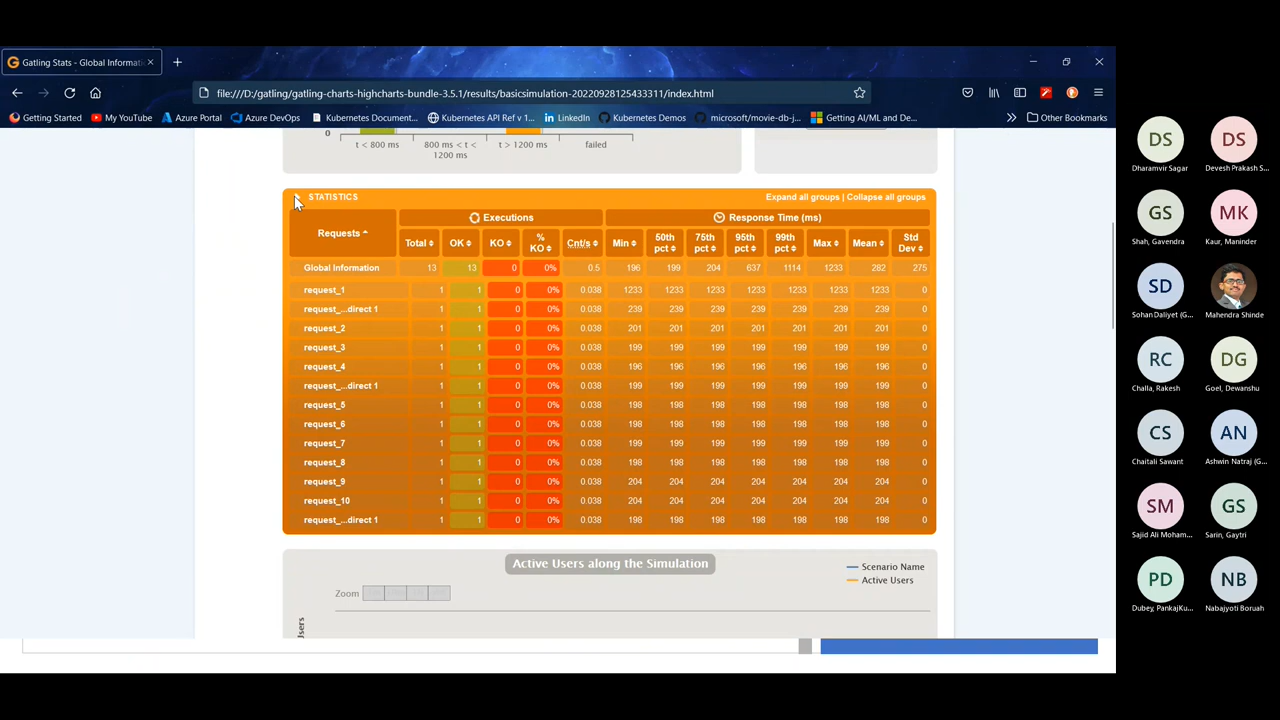 Gatling Stats - Global Informati
file:///D:/gatling/gatling-charts-highcharts-bundle-3.5.1/results/basicsimulation-20220928125433311/index.html
Getting Started My YouTube Azure Portal Azure DevOps Kubernetes Document... Kubernetes API Ref v 1... LinkedIn Kubernetes Demos microsoft/movie-db-j... Getting AI/ML and De... Other Bookmarks
0
t < 800 ms
800 ms < t <
1200 ms
t > 1200 ms
failed
STATISTICS Expand all groups | Collapse all groups
Requests Executions Response Time (ms)
Total OK KO % KO Cnt/s Min 50th pct 75th pct 95th pct 99th pct Max Mean Std Dev
Global Information 13 13 0 0% 0.5 196 199 204 637 1114 1233 282 275
request_1 1 1 0 0% 0.038 1233 1233 1233 1233 1233 1233 1233 0
request_...direct 1 1 1 0 0% 0.038 239 239 239 239 239 239 239 0
request_2 1 1 0 0% 0.038 201 201 201 201 201 201 201 0
request_3 1 1 0 0% 0.038 199 199 199 199 199 199 199 0
request_4 1 1 0 0% 0.038 196 196 196 196 196 196 196 0
request_...direct 1 1 1 0 0% 0.038 199 199 199 199 199 199 199 0
request_5 1 1 0 0% 0.038 198 198 198 198 198 198 198 0
request_6 1 1 0 0% 0.038 198 198 198 198 198 198 198 0
request_7 1 1 0 0% 0.038 199 199 199 199 199 199 199 0
request_8 1 1 0 0% 0.038 198 198 198 198 198 198 198 0
request_9 1 1 0 0% 0.038 204 204 204 204 204 204 204 0
request_10 1 1 0 0% 0.038 204 204 204 204 204 204 204 0
request_...direct 1 1 1 0 0% 0.038 198 198 198 198 198 198 198 0
Active Users along the Simulation
Scenario Name
Active Users
Zoom
Users
DS DS
Dharamvir Sagar Devesh Prakash S...
GS MK
Shah, Gavendra Kaur, Maninder
SD
Sohan Daliyet (G... Mahendra Shinde
RC DG
Challa, Rakesh Goel, Dewanshu
CS AN
Chaitali Sawant Ashwin Natraj (G...
SM GS
Sajid Ali Moham... Sarin, Gaytri
PD NB
Dubey, PankajKu... Nabajyoti Boruah